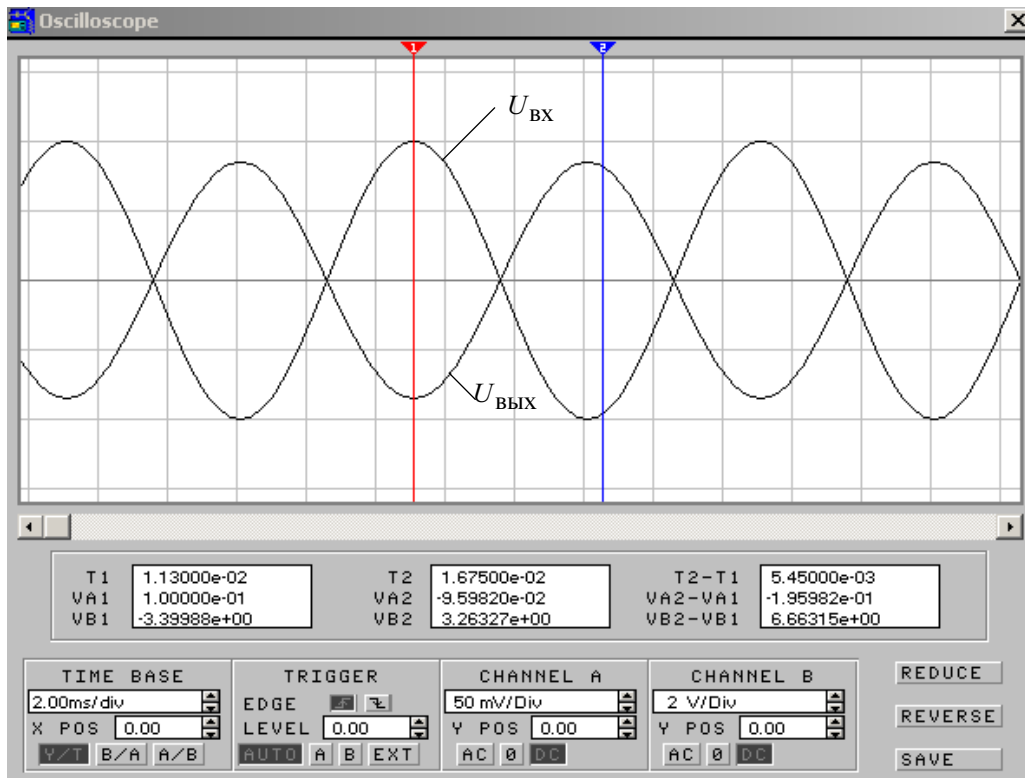 Oscilloscope
1 2
U вх
U вых
T1 1.13000e-02 T2 1.67500e-02 T2-T1 5.45000e-03
VA1 1.00000e-01 VA2 -9.59820e-02 VA2-VA1 -1.95982e-01
VB1 -3.39988e+00 VB2 3.26327e+00 VB2-VB1 6.66315e+00
TIME BASE TRIGGER CHANNEL A CHANNEL B REDUCE
2.00ms/div EDGE 50 mV/Div 2 V/Div
X POS 0.00 LEVEL 0.00 Y POS 0.00 Y POS 0.00 REVERSE
Y/T B/A A/B AUTO A B EXT AC 0 DC AC 0 DC SAVE